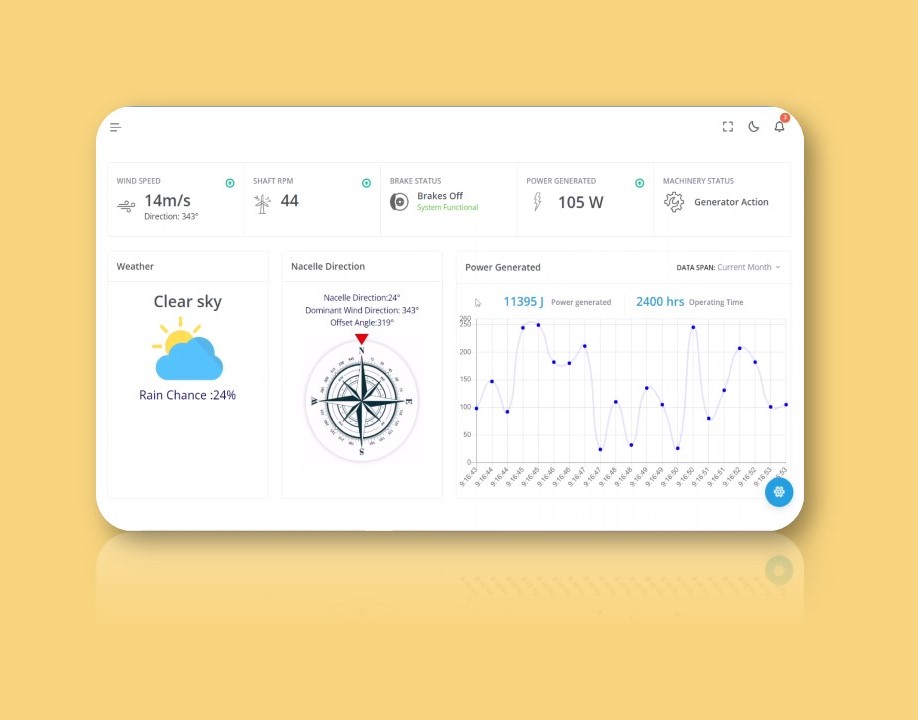 3
WIND SPEED
14m/s
Direction: 343°
SHAFT RPM
44
BRAKE STATUS
Brakes Off
System Functional
POWER GENERATED
105 W
MACHINERY STATUS
Generator Action
Weather
Clear sky
Rain Chance :24%
Nacelle Direction
Nacelle Direction:24°
Dominant Wind Direction: 343°
Offset Angle:319°
N
W
E
S
Power Generated
DATA SPAN: Current Month
11395 J Power generated
2400 hrs Operating Time
260
250
200
150
100
50
0
9:16:43
9:16:44
9:16:44
9:16:45
9:16:45
9:16:46
9:16:46
9:16:47
9:16:47
9:16:48
9:16:48
9:16:49
9:16:49
9:16:50
9:16:50
9:16:51
9:16:51
9:16:52
9:16:52
9:16:53